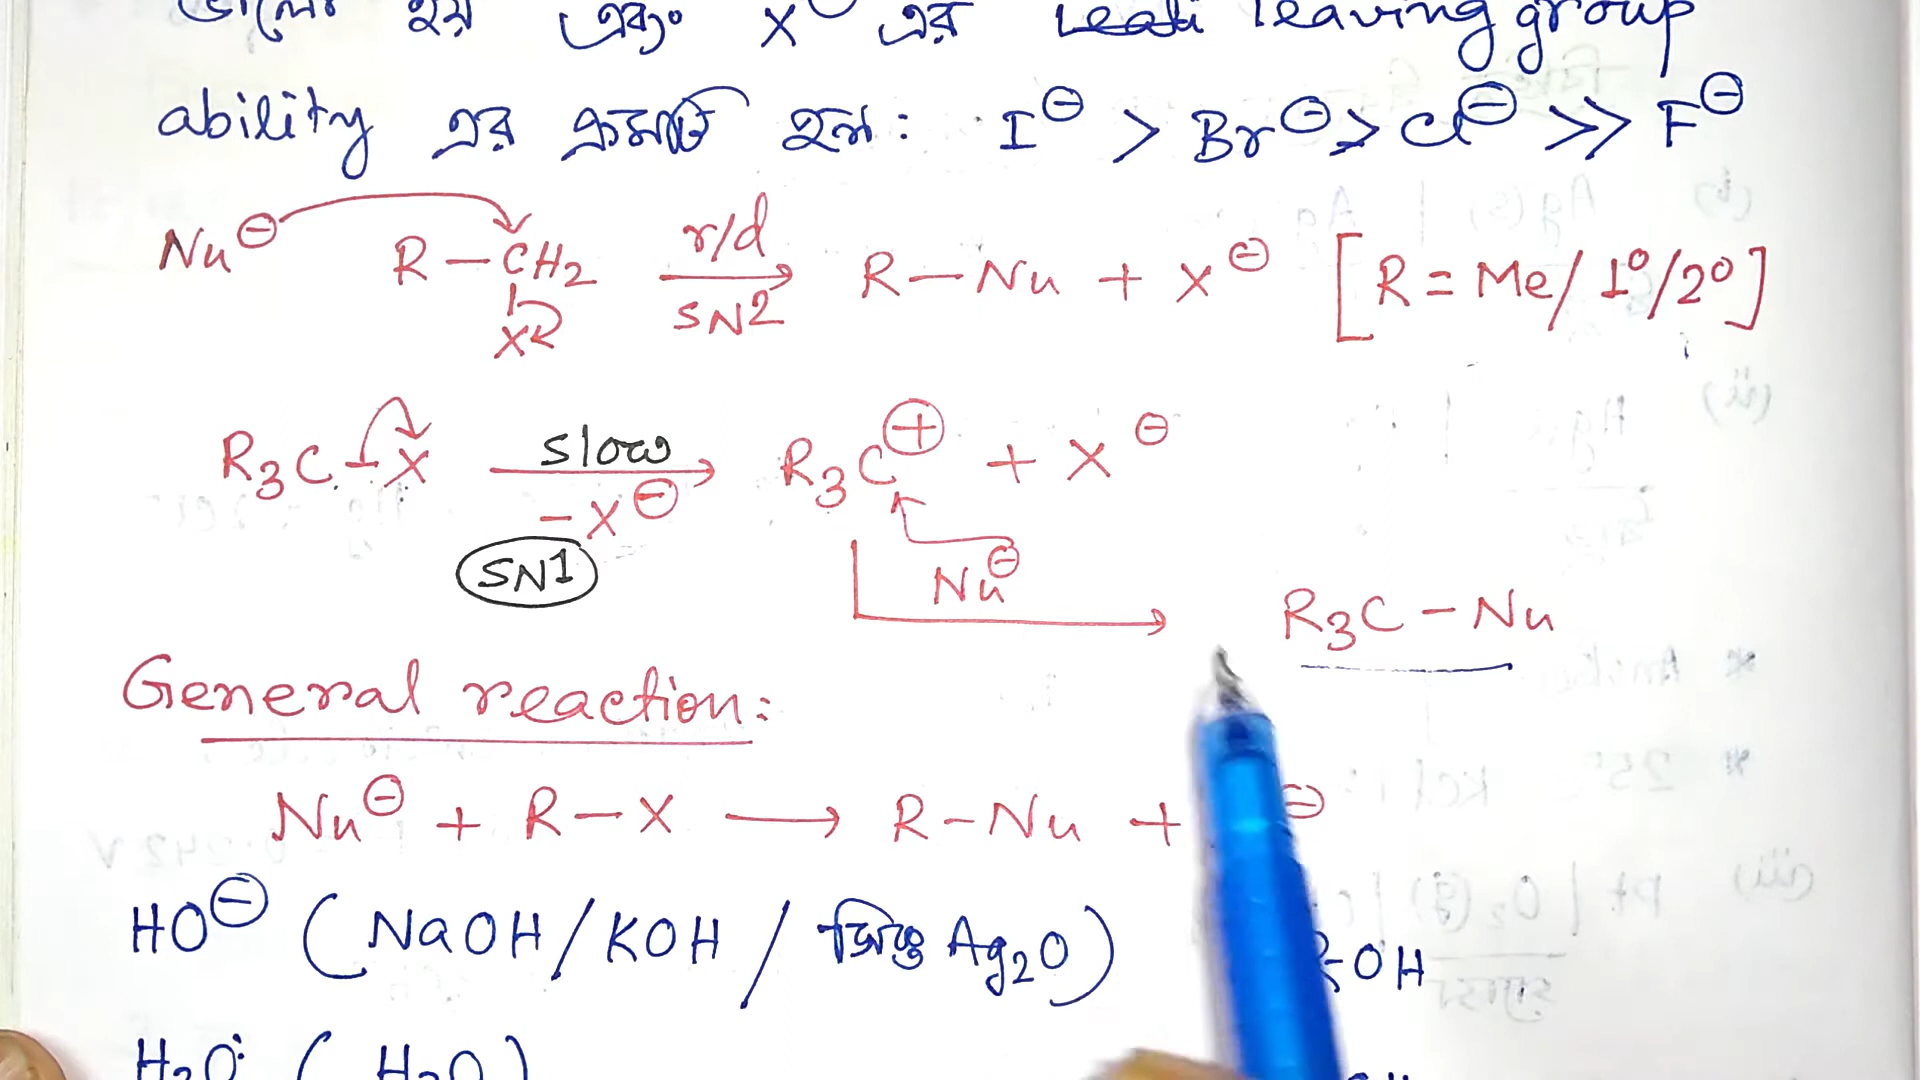 ভালো হয় এবং X এর leaving group
ability এর ক্রমটি হল: I⊖ > Br⊖ > Cl⊖ >> F⊖
Nu⊖ R—CH2 r/d R—Nu + X⊖ [R = Me/1°/2°]
X SN2
R3C—X slow R3C⊕ + X⊖
-X⊖
SN1 Nu⊖
R3C-Nu
General reaction:
Nu⊖ + R-X ⟶ R-Nu + ⊖
HO⊖ (NaOH/KOH/ সিক্ত Ag2O) R-OH
H2O (H2O)